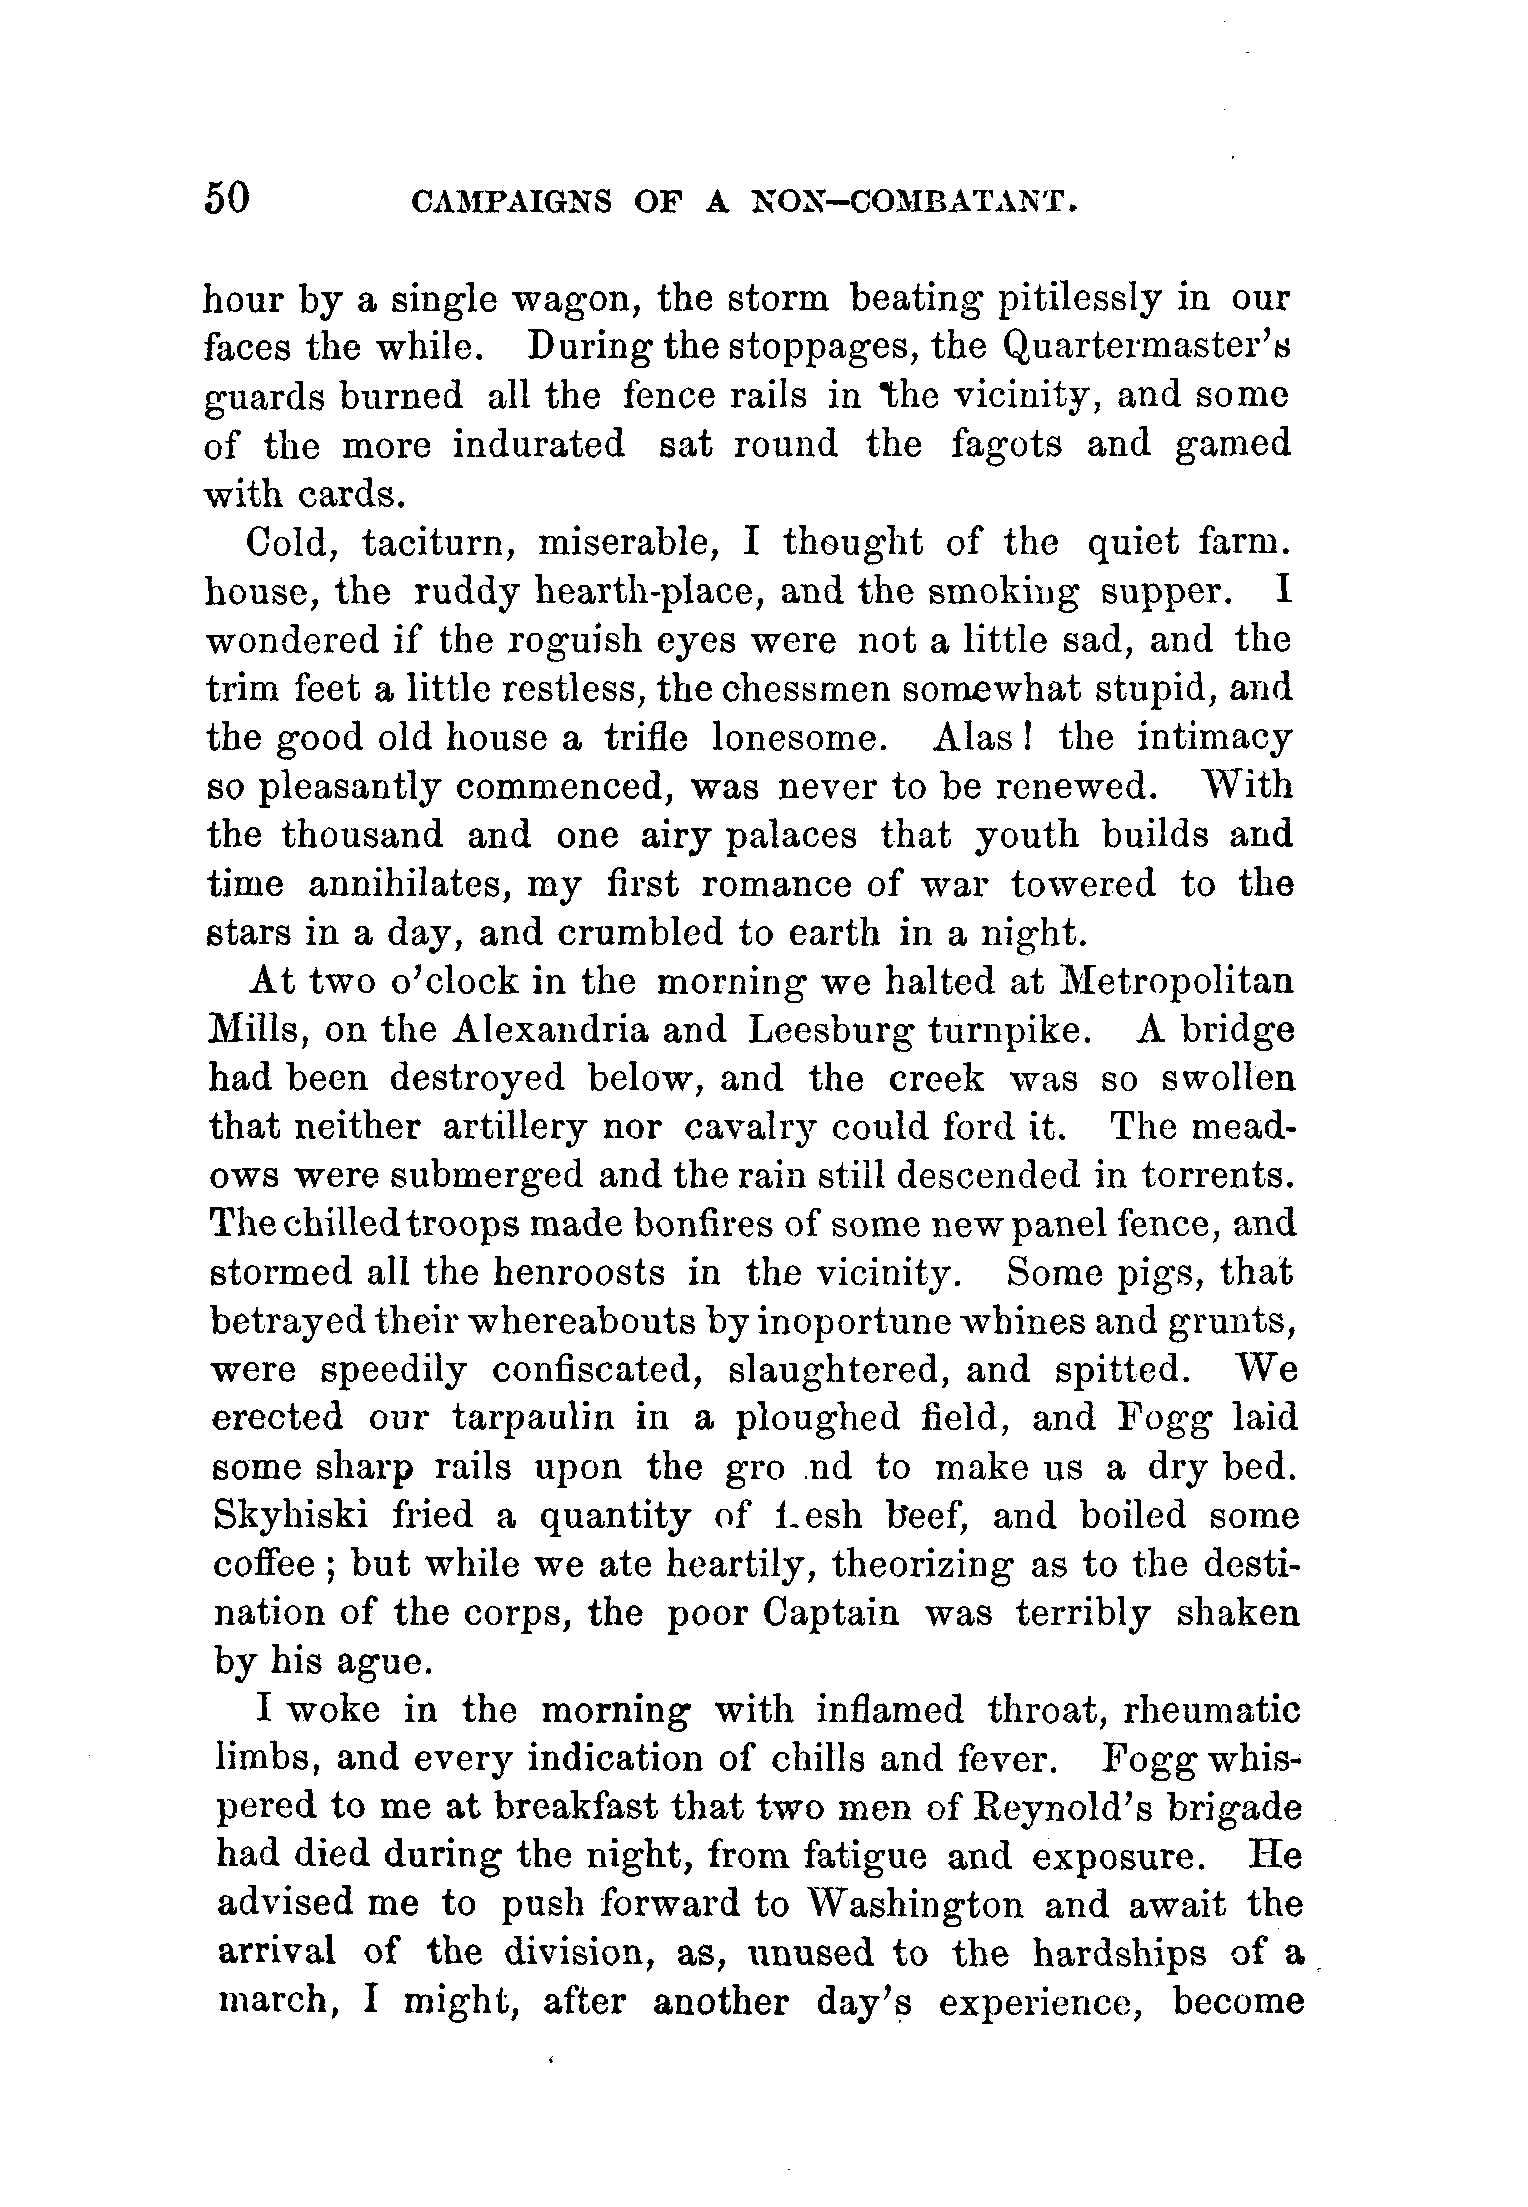 50 CAMPAIGNS OF A NON-COMBATANT.
hour by a single wagon, the storm beating pitilessly in our
faces the while. During the stoppages, the Quartermaster's
guards burned all the fence rails in the vicinity, and some
of the more indurated sat round the fagots and gamed
with cards.
Cold, taciturn, miserable, I thought of the quiet farm.
house, the ruddy hearth-place, and the smoking supper. I
wondered if the roguish eyes were not a little sad, and the
trim feet a little restless, the chessmen somewhat stupid, and
the good old house a trifle lonesome. Alas! the intimacy
so pleasantly commenced, was never to be renewed. With
the thousand and one airy palaces that youth builds and
time annihilates, my first romance of war towered to the
stars in a day, and crumbled to earth in a night.
At two o'clock in the morning we halted at Metropolitan
Mills, on the Alexandria and Leesburg turnpike. A bridge
had been destroyed below, and the creek was so swollen
that neither artillery nor cavalry could ford it. The mead-
ows were submerged and the rain still descended in torrents.
The chilled troops made bonfires of some new panel fence, and
stormed all the henroosts in the vicinity. Some pigs, that
betrayed their whereabouts by inoportune whines and grunts,
were speedily confiscated, slaughtered, and spitted. We
erected our tarpaulin in a ploughed field, and Fogg laid
some sharp rails upon the gro nd to make us a dry bed.
Skyhiski fried a quantity of esh beef, and boiled some
coffee; but while we ate heartily, theorizing as to the desti-
nation of the corps, the poor Captain was terribly shaken
by his ague.
I woke in the morning with inflamed throat, rheumatic
limbs, and every indication of chills and fever. Fogg whis-
pered to me at breakfast that two men of Reynold's brigade
had died during the night, from fatigue and exposure. He
advised me to push forward to Washington and await the
arrival of the division, as, unused to the hardships of a
march, I might, after another day's experience, become